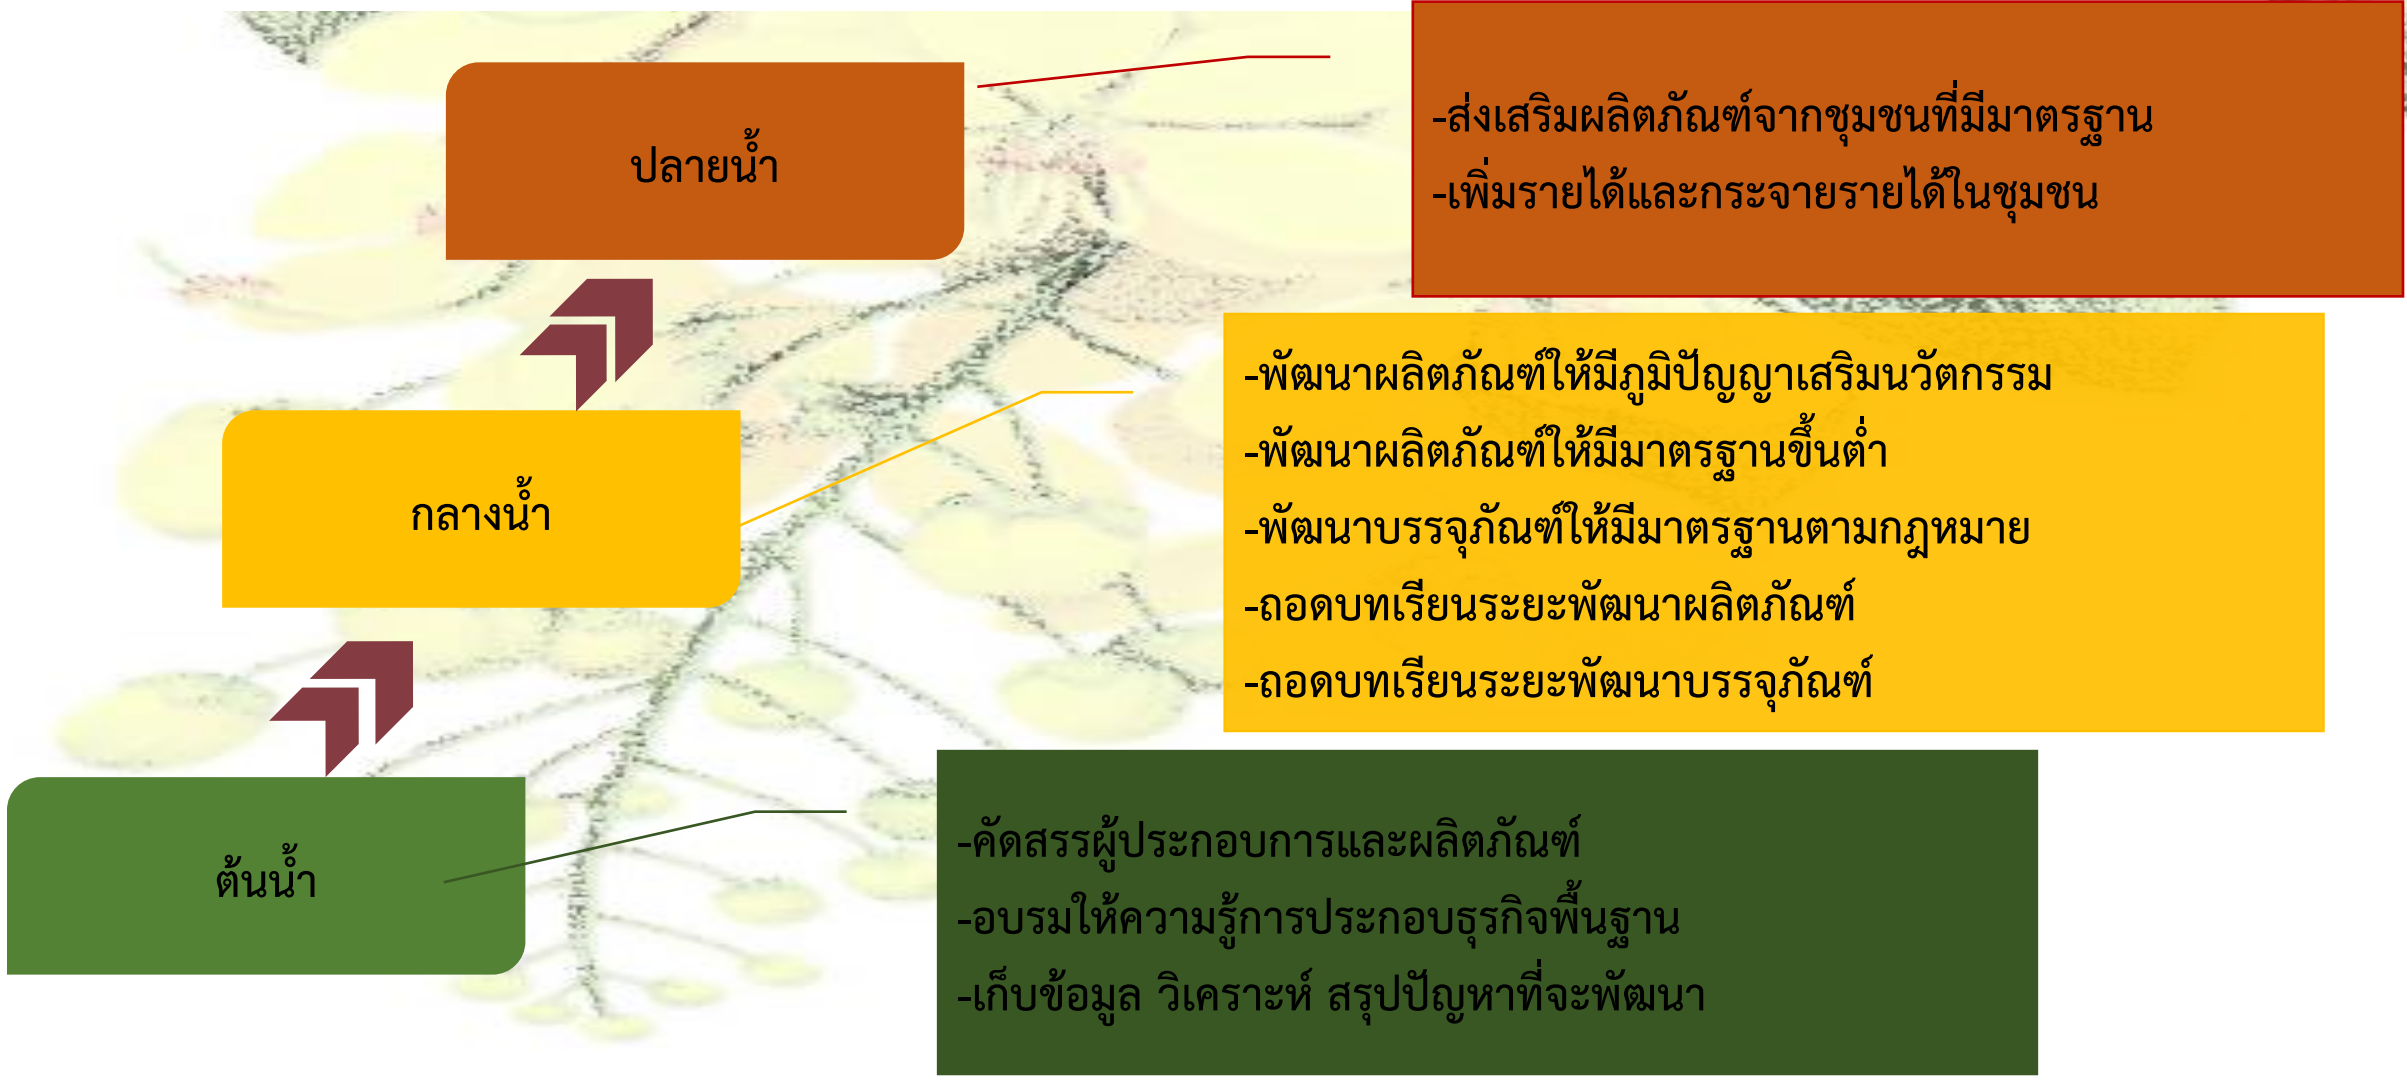 ปลายน้ำ
-ส่งเสริมผลิตภัณฑ์จากชุมชนที่มีมาตรฐาน
-เพิ่มรายได้และกระจายรายได้ในชุมชน
กลางน้ำ
-พัฒนาผลิตภัณฑ์ให้มีภูมิปัญญาเสริมนวัตกรรม
-พัฒนาผลิตภัณฑ์ให้มีมาตรฐานขึ้นต่ำ
-พัฒนาบรรจุภัณฑ์ให้มีมาตรฐานตามกฎหมาย
-ถอดบทเรียนระยะพัฒนาผลิตภัณฑ์
-ถอดบทเรียนระยะพัฒนาบรรจุภัณฑ์
ต้นน้ำ
-คัดสรรผู้ประกอบการและผลิตภัณฑ์
-อบรมให้ความรู้การประกอบธุรกิจพื้นฐาน
-เก็บข้อมูล วิเคราะห์ สรุปปัญหาที่จะพัฒนา